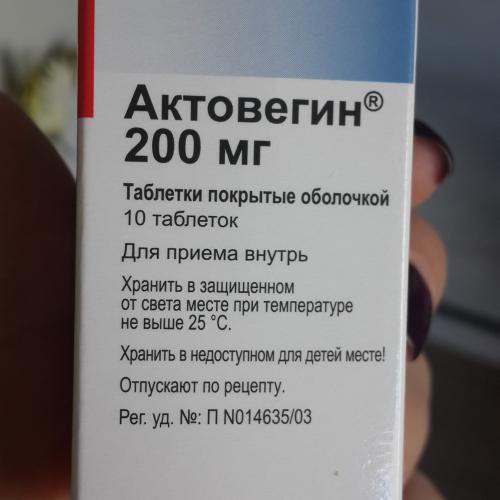 Актовегин®
200 мг
Таблетки покрытые оболочкой
10 таблеток
Для приема внутрь
Хранить в защищенном
от света месте при температуре
не выше 25 °C.
Хранить в недоступном для детей месте!
Отпускают по рецепту.
Рег. уд. №: П N014635/03